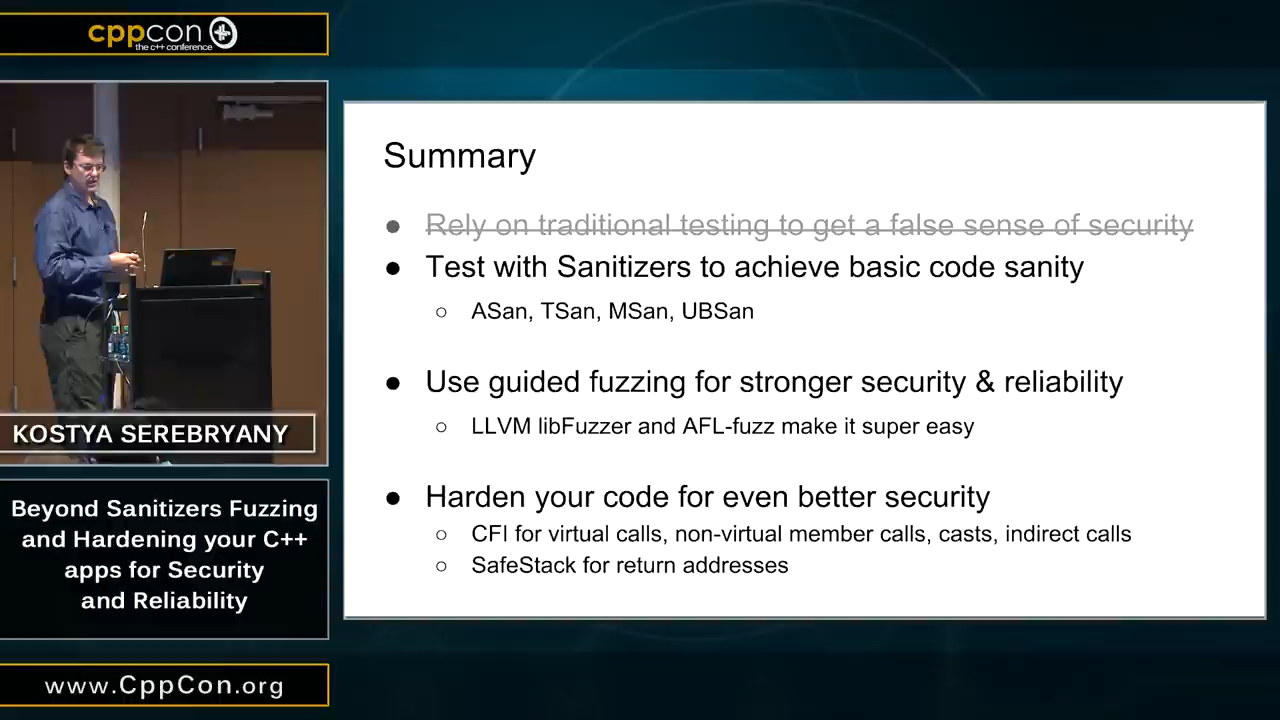 cppcon
the c++ conference
KOSTYA SEREBRYANY
Beyond Sanitizers Fuzzing
and Hardening your C++
apps for Security
and Reliability
www.CppCon.org
Summary
● Rely on traditional testing to get a false sense of security
● Test with Sanitizers to achieve basic code sanity
○ ASan, TSan, MSan, UBSan
● Use guided fuzzing for stronger security & reliability
○ LLVM libFuzzer and AFL-fuzz make it super easy
● Harden your code for even better security
○ CFI for virtual calls, non-virtual member calls, casts, indirect calls
○ SafeStack for return addresses